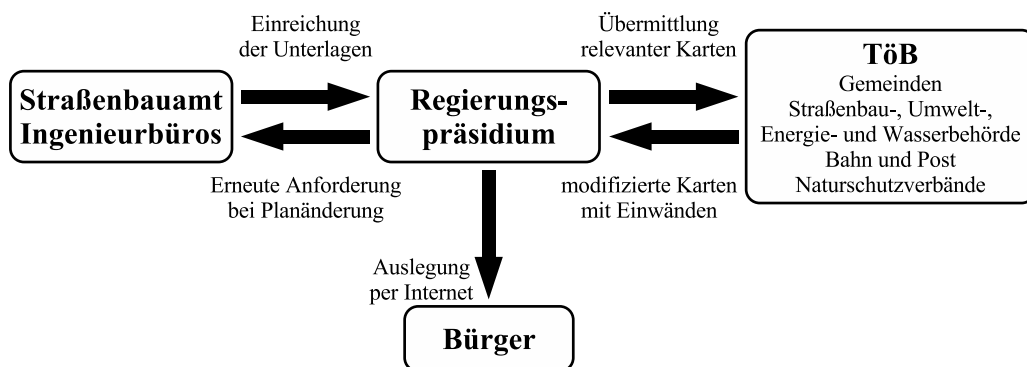 Einreichung
der Unterlagen
Übermittlung
relevanter Karten
Straßenbauamt
Ingenieurbüros
Regierungs-
präsidium
TöB
Gemeinden
Straßenbau-, Umwelt-,
Energie- und Wasserbehörde
Bahn und Post
Naturschutzverbände
Erneute Anforderung
bei Planänderung
modifizierte Karten
mit Einwänden
Auslegung
per Internet
Bürger